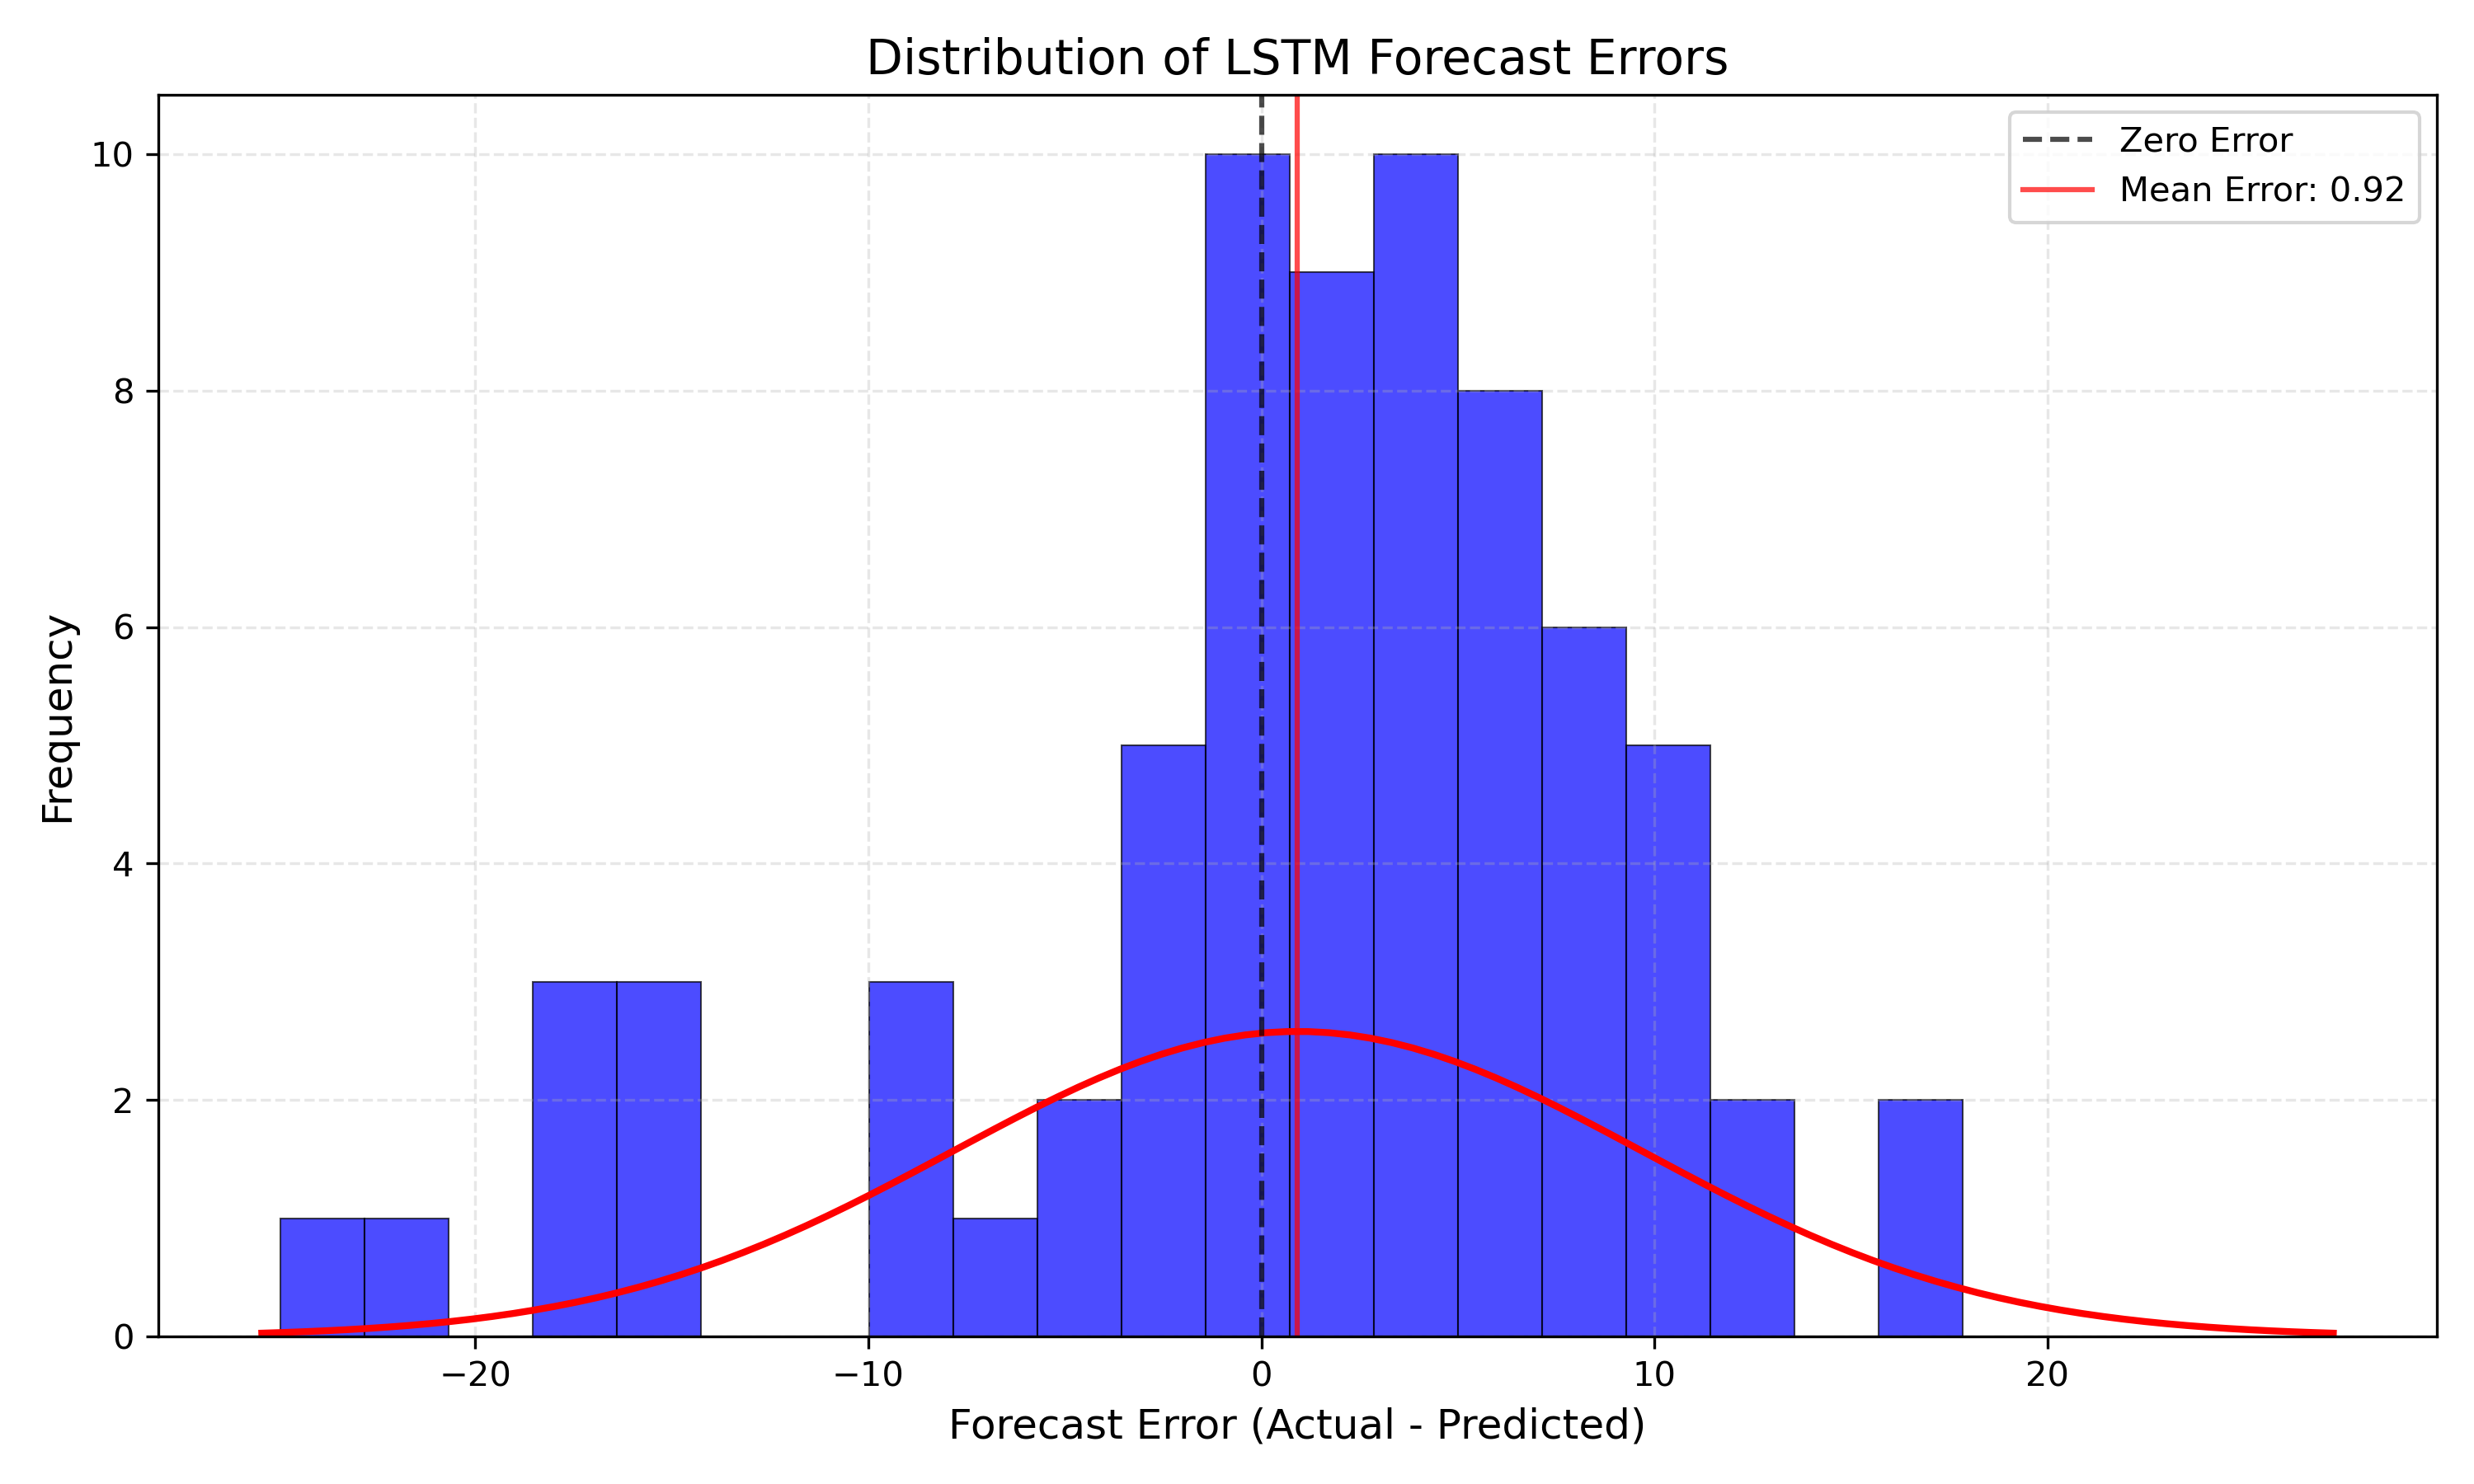 Distribution of LSTM Forecast Errors
Zero Error
Mean Error: 0.92
Frequency
10
8
6
4
2
0
−20
−10
0
10
20
Forecast Error (Actual - Predicted)